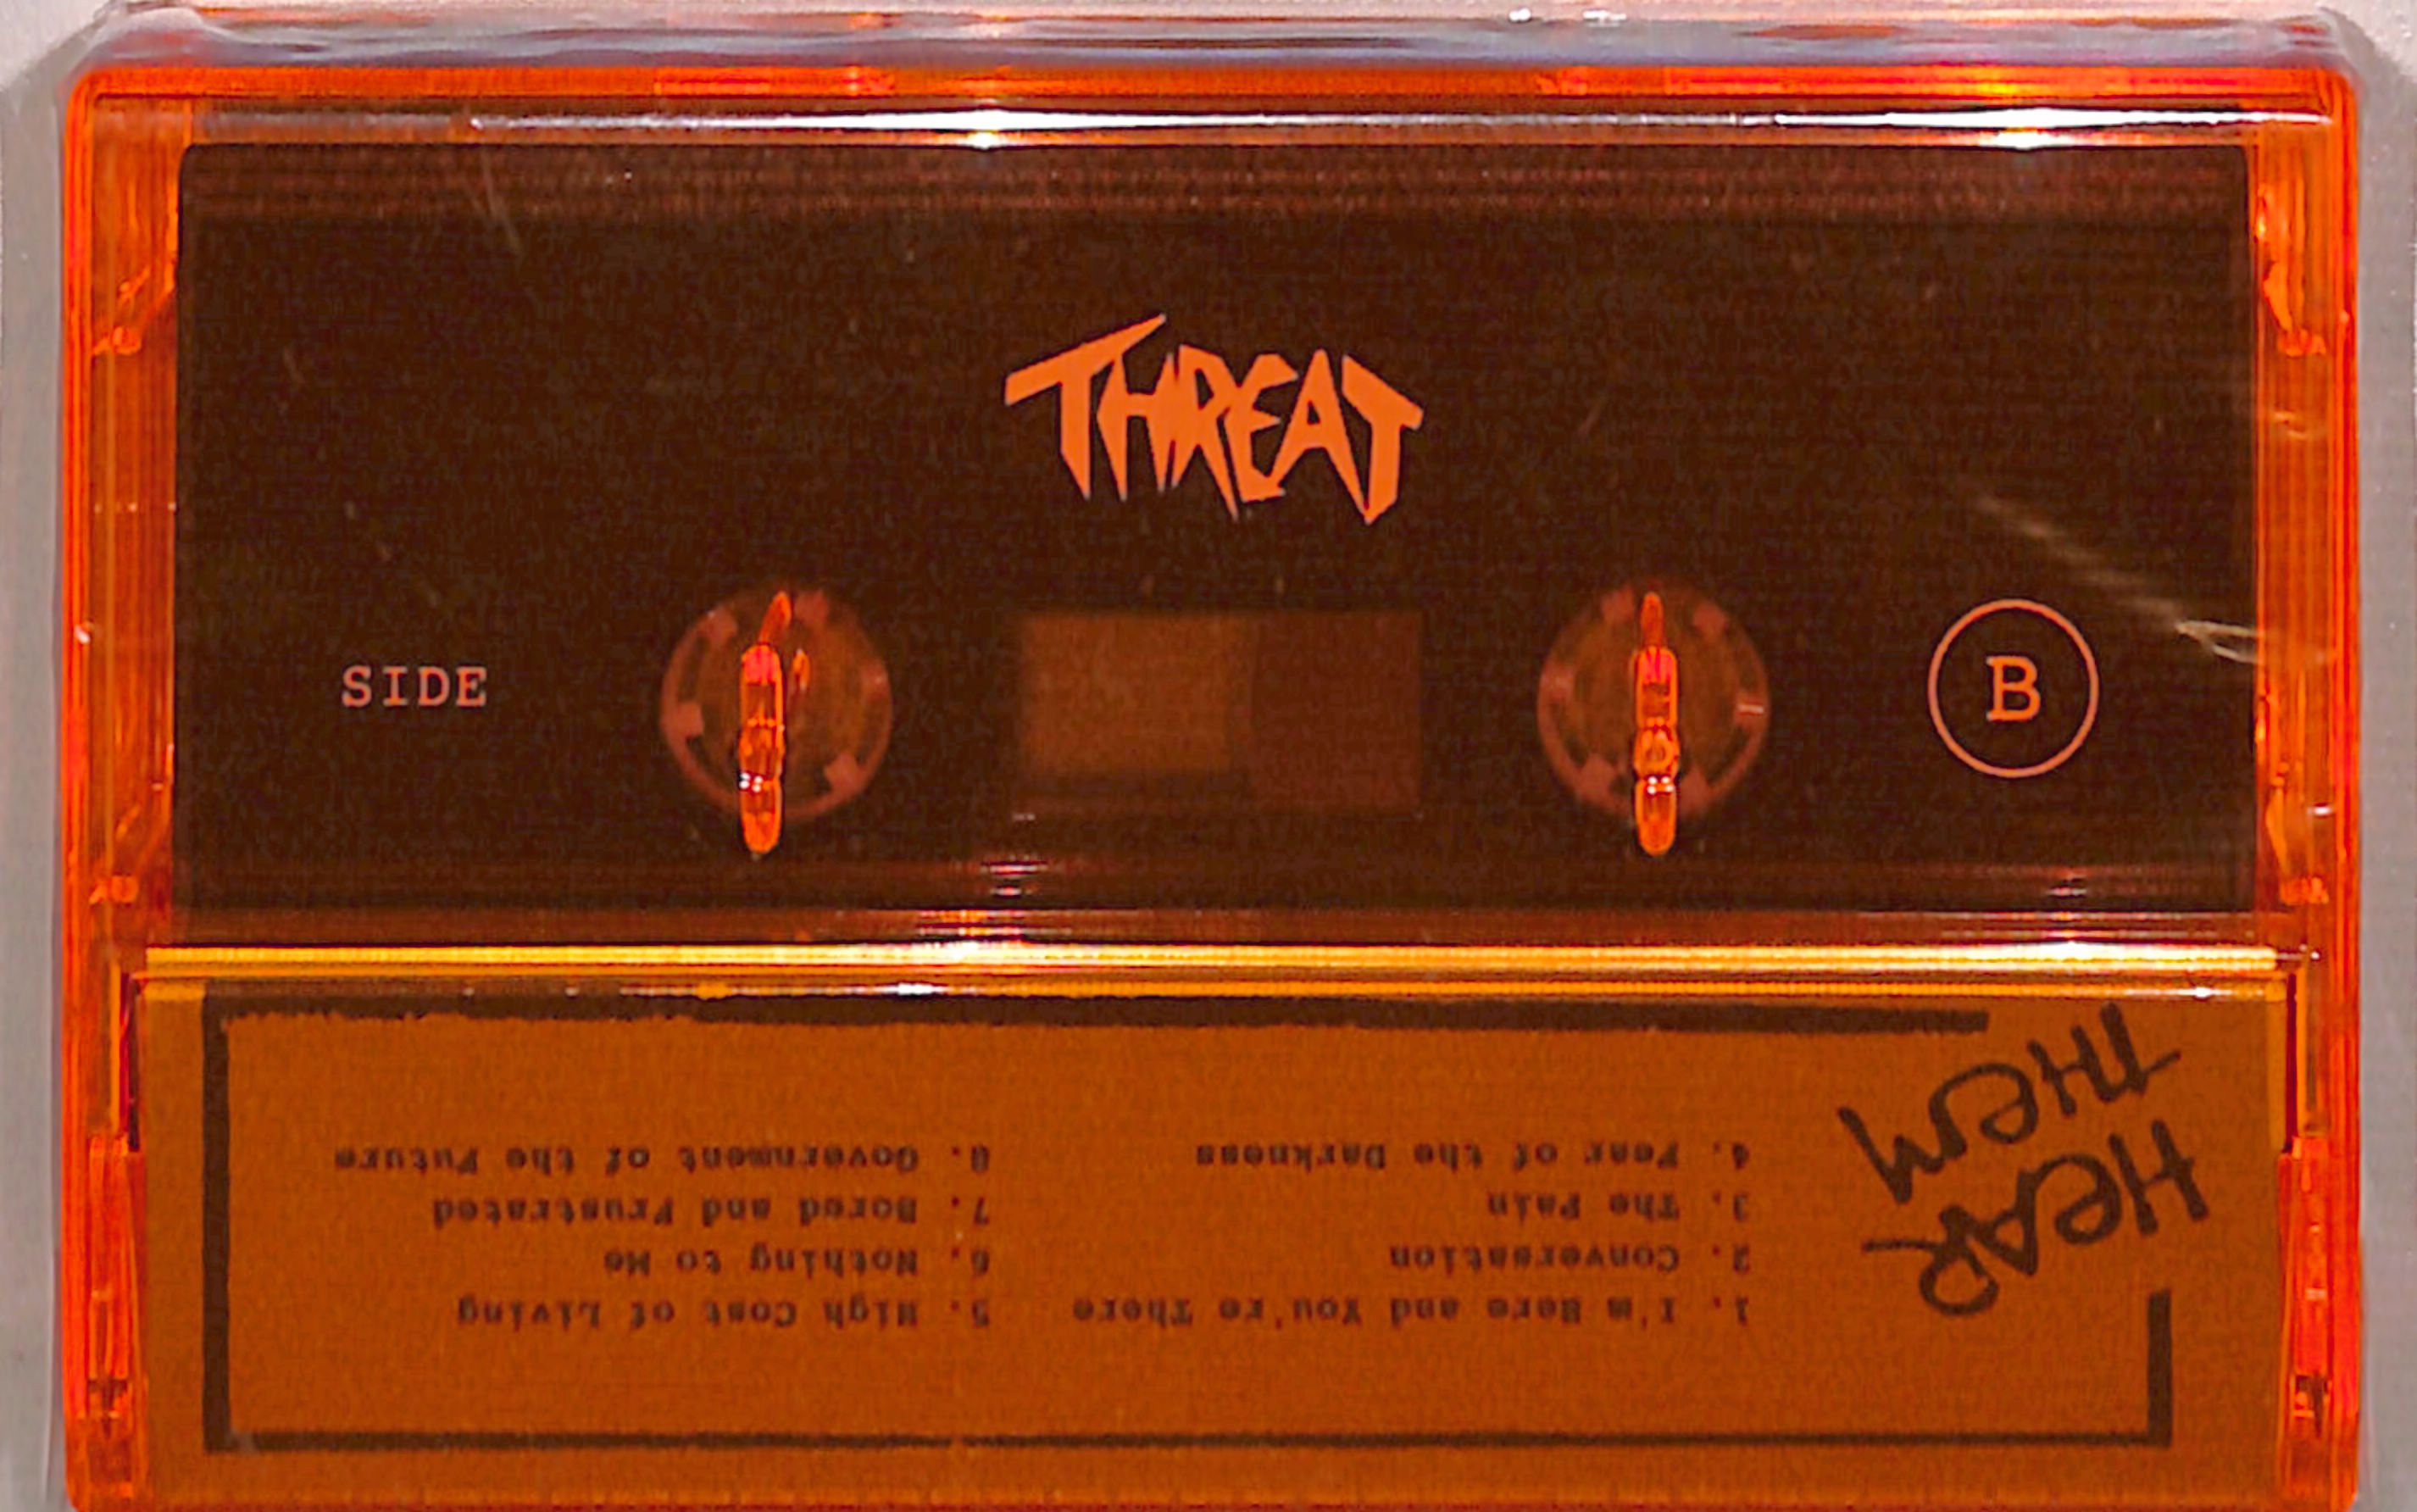 THREAT
SIDE
B
HEAR
THEM
1. I'm Here and You're There
2. Conversation
3. The Pain
4. Fear of the Darkness
5. High Cost of Living
6. Nothing to Me
7. Bored and Frustrated
8. Government of the Future